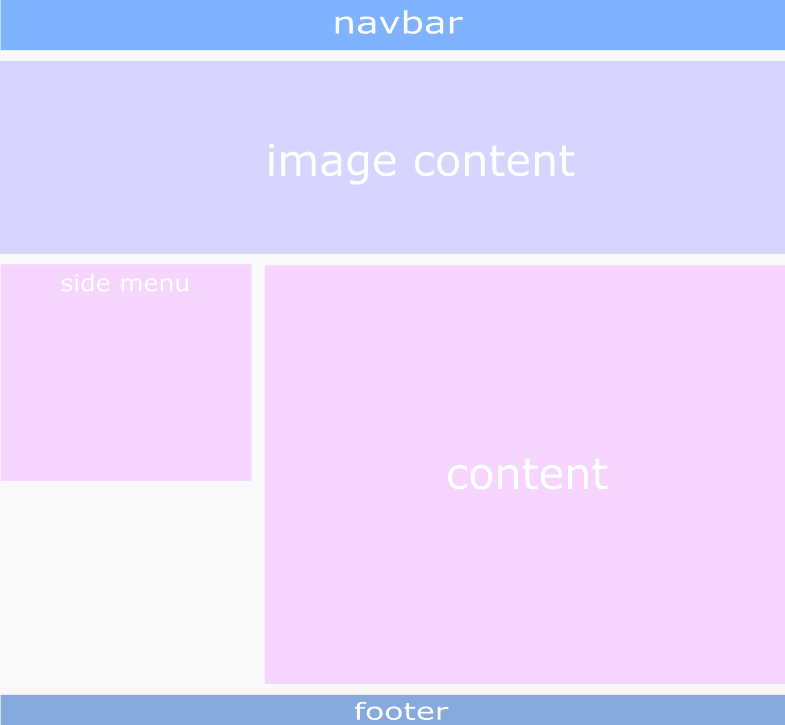 navbar
image content
side menu
content
footer